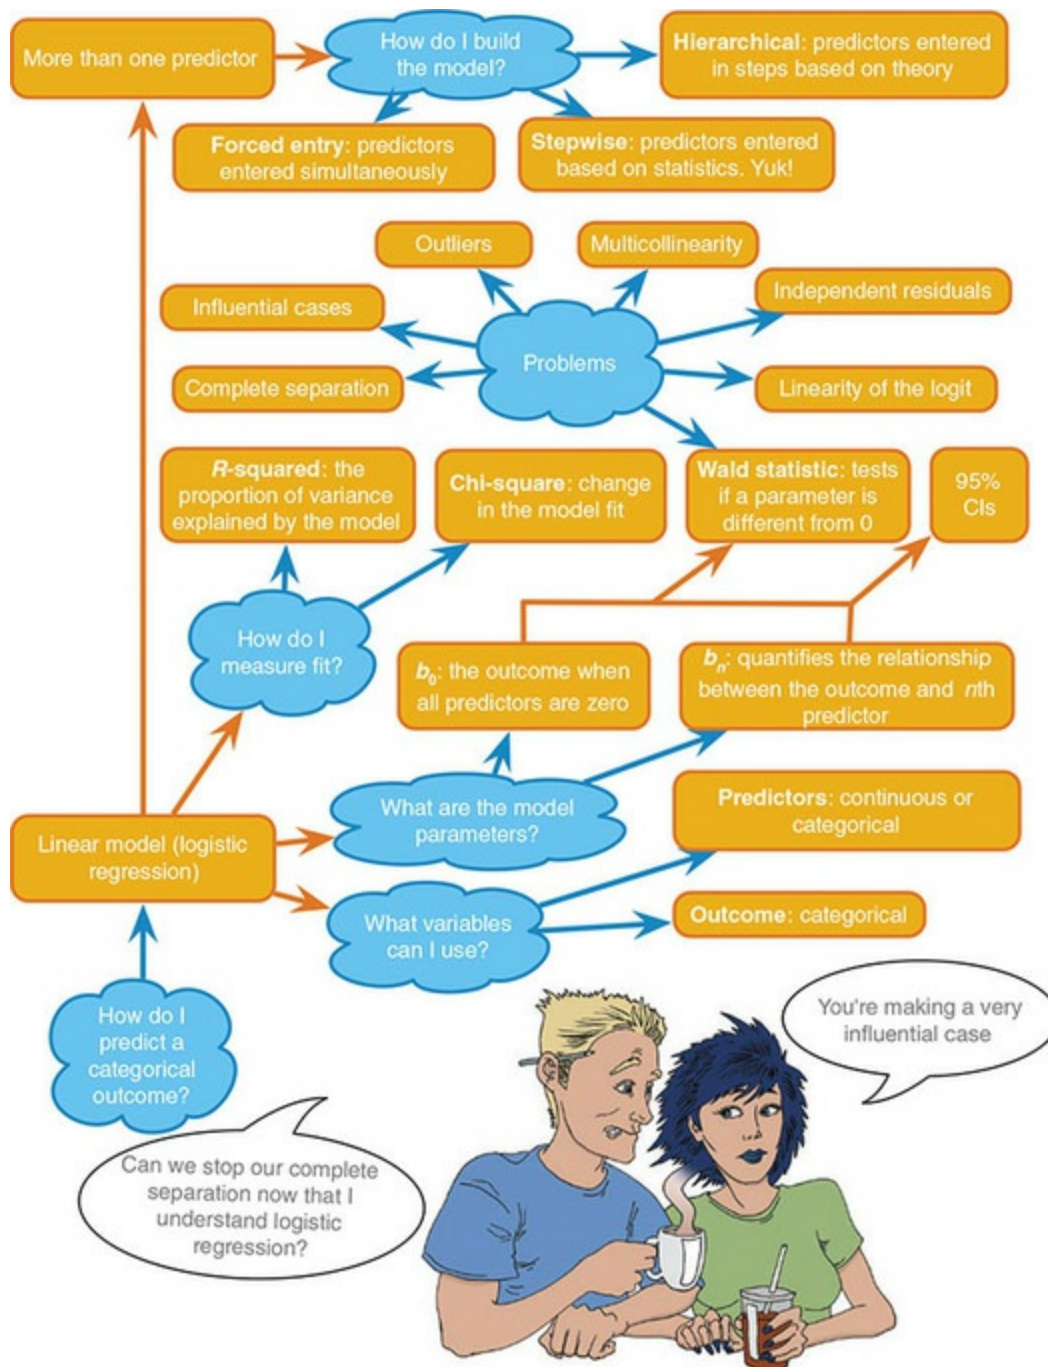 More than one predictor
How do I build
the model?
Hierarchical: predictors entered
in steps based on theory
Forced entry: predictors
entered simultaneously
Stepwise: predictors entered
based on statistics. Yuk!
Outliers
Multicollinearity
Influential cases
Independent residuals
Problems
Complete separation
Linearity of the logit
R-squared: the
proportion of variance
explained by the model
Chi-square: change
in the model fit
Wald statistic: tests
if a parameter is
different from 0
95%
CIs
How do I
measure fit?
b0: the outcome when
all predictors are zero
bn: quantifies the relationship
between the outcome and nth
predictor
What are the model
parameters?
Predictors: continuous or
categorical
Linear model (logistic
regression)
What variables
can I use?
Outcome: categorical
How do I
predict a
categorical
outcome?
You're making a very
influential case
Can we stop our complete
separation now that I
understand logistic
regression?